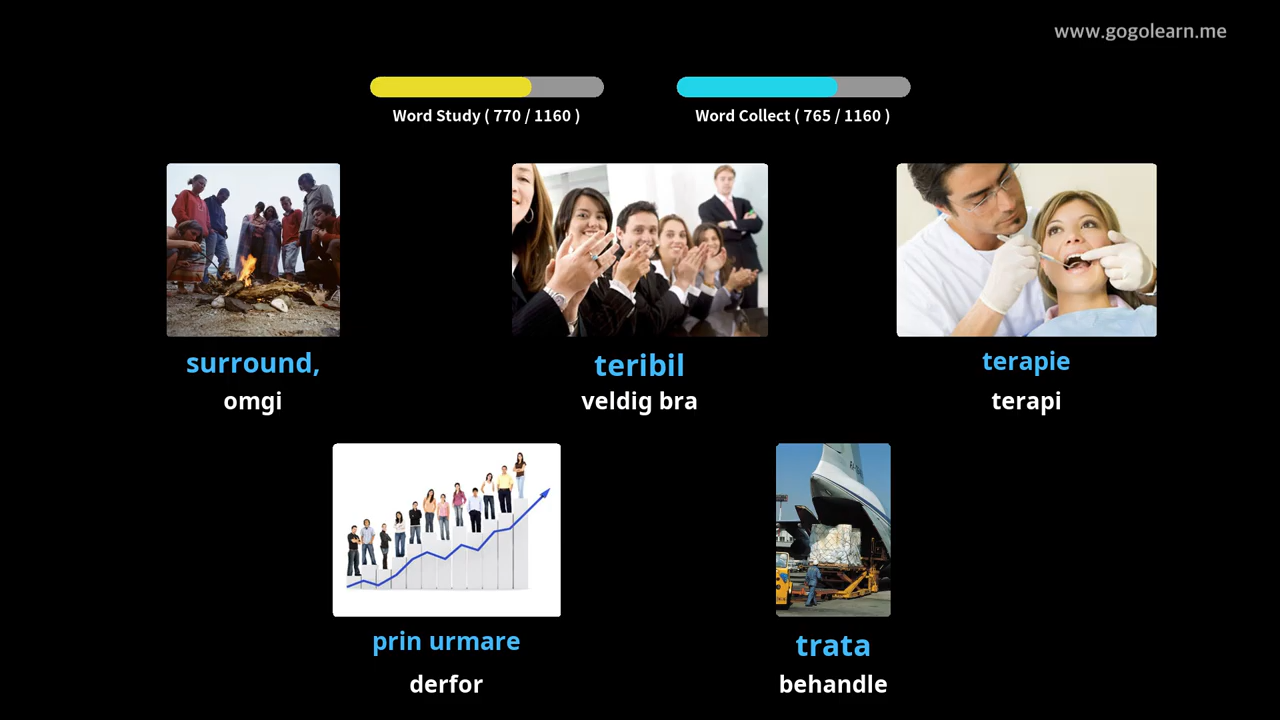 www.gogolearn.me
Word Study ( 770 / 1160 )
Word Collect ( 765 / 1160 )
surround,
omgi
teribil
veldig bra
terapie
terapi
prin urmare
derfor
trata
behandle